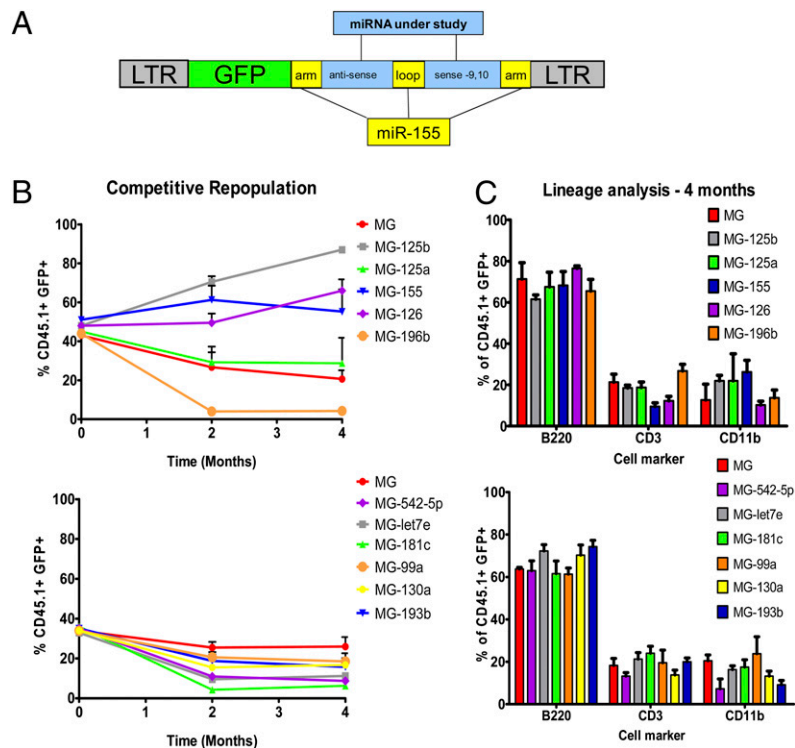 A
miRNA under study
LTR GFP arm anti-sense loop sense -9,10 arm LTR
miR-155
B
Competitive Repopulation
% CD45.1+ GFP+
100
80
60
40
20
0
0 1 2 3 4
Time (Months)
MG
MG-125b
MG-125a
MG-155
MG-126
MG-196b
C
Lineage analysis - 4 months
% of CD45.1+ GFP+
100
80
60
40
20
0
B220 CD3 CD11b
Cell marker
MG
MG-125b
MG-125a
MG-155
MG-126
MG-196b
% CD45.1+ GFP+
100
80
60
40
20
0
0 1 2 3 4
Time (Months)
MG
MG-542-5p
MG-let7e
MG-181c
MG-99a
MG-130a
MG-193b
% of CD45.1+ GFP+
100
80
60
40
20
0
B220 CD3 CD11b
Cell marker
MG
MG-542-5p
MG-let7e
MG-181c
MG-99a
MG-130a
MG-193b